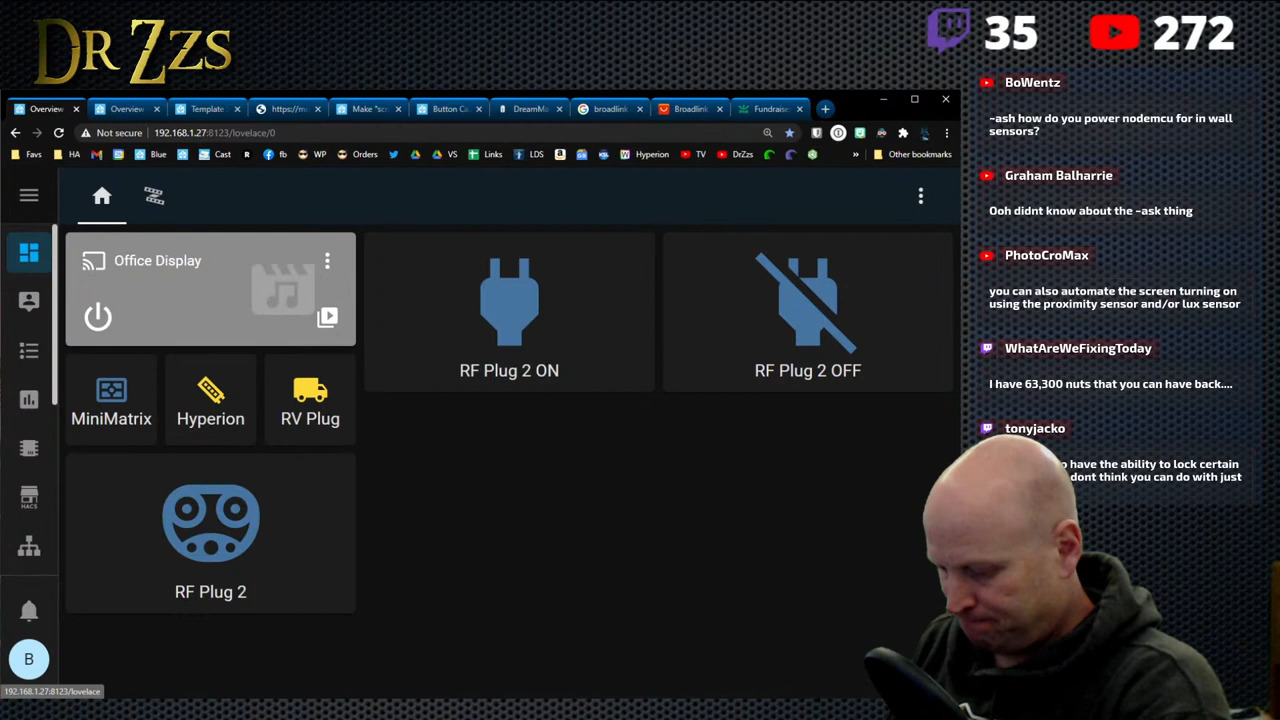 DR ZZS
35
272
Overview
Overview
Template
https://m
Make "scr
Button Ca
DreamMa
broadlink
Broadlink
Fundraise
Not secure
192.168.1.27:8123/lovelace/0
Favs
HA
Blue
Cast
fb
WP
Orders
VS
Links
LDS
Hyperion
TV
DrZzs
Other bookmarks
Office Display
RF Plug 2 ON
RF Plug 2 OFF
MiniMatrix
Hyperion
RV Plug
RF Plug 2
HACS
B
192.168.1.27:8123/lovelace
BoWentz
~ash how do you power nodemcu for in wall
sensors?
Graham Balharrie
Ooh didnt know about the ~ask thing
PhotoCroMax
you can also automate the screen turning on
using the proximity sensor and/or lux sensor
WhatAreWeFixingToday
I have 63,300 nuts that you can have back....
tonyjacko
have the ability to lock certain
dont think you can do with just